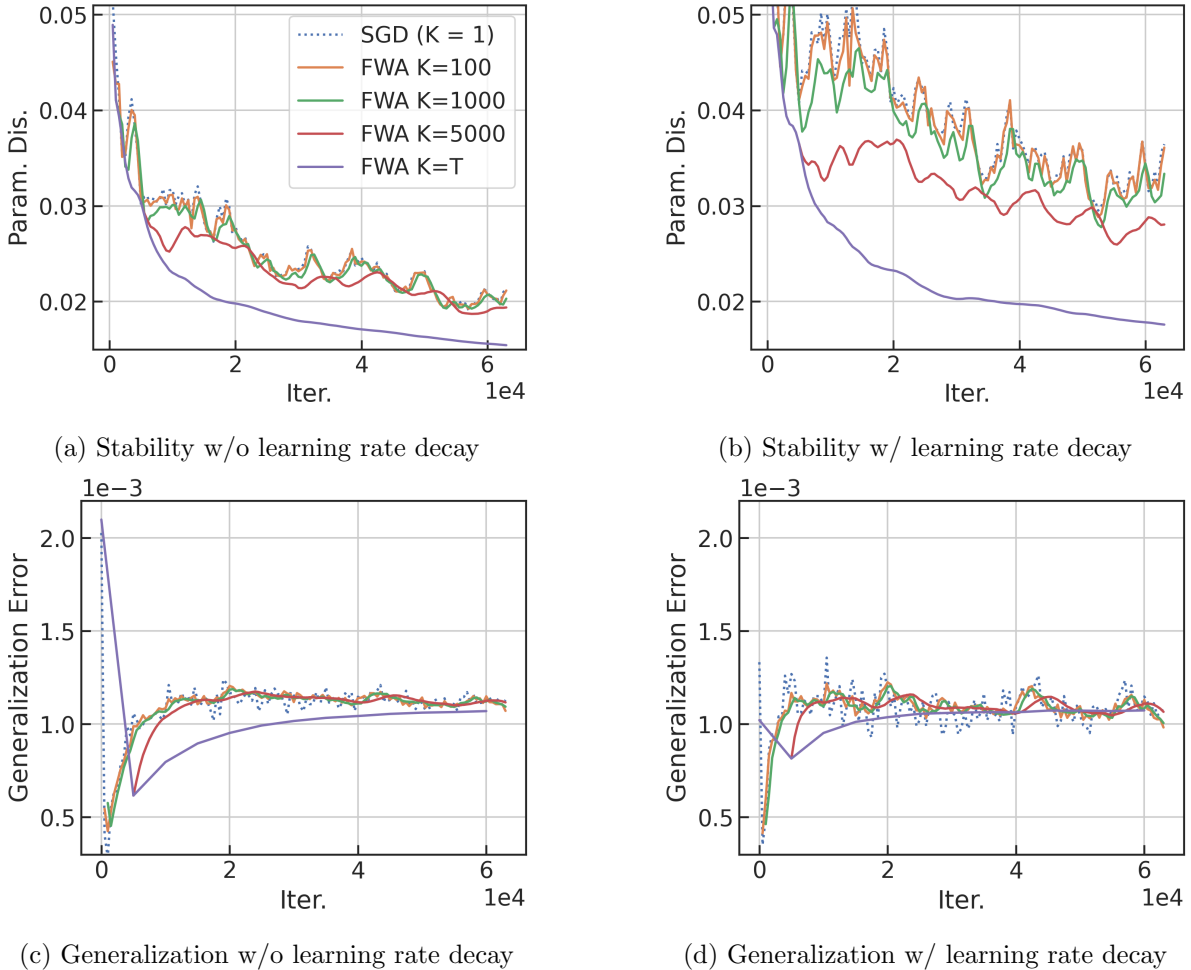 0.05
0.04
0.03
0.02
Param. Dis.
SGD (K = 1)
FWA K=100
FWA K=1000
FWA K=5000
FWA K=T
0 2 4 6
1e4
Iter.
(a) Stability w/o learning rate decay
0.05
0.04
0.03
0.02
Param. Dis.
0 2 4 6
1e4
Iter.
(b) Stability w/ learning rate decay
1e−3
2.0
1.5
1.0
0.5
Generalization Error
0 2 4 6
1e4
Iter.
(c) Generalization w/o learning rate decay
1e−3
2.0
1.5
1.0
0.5
Generalization Error
0 2 4 6
1e4
Iter.
(d) Generalization w/ learning rate decay